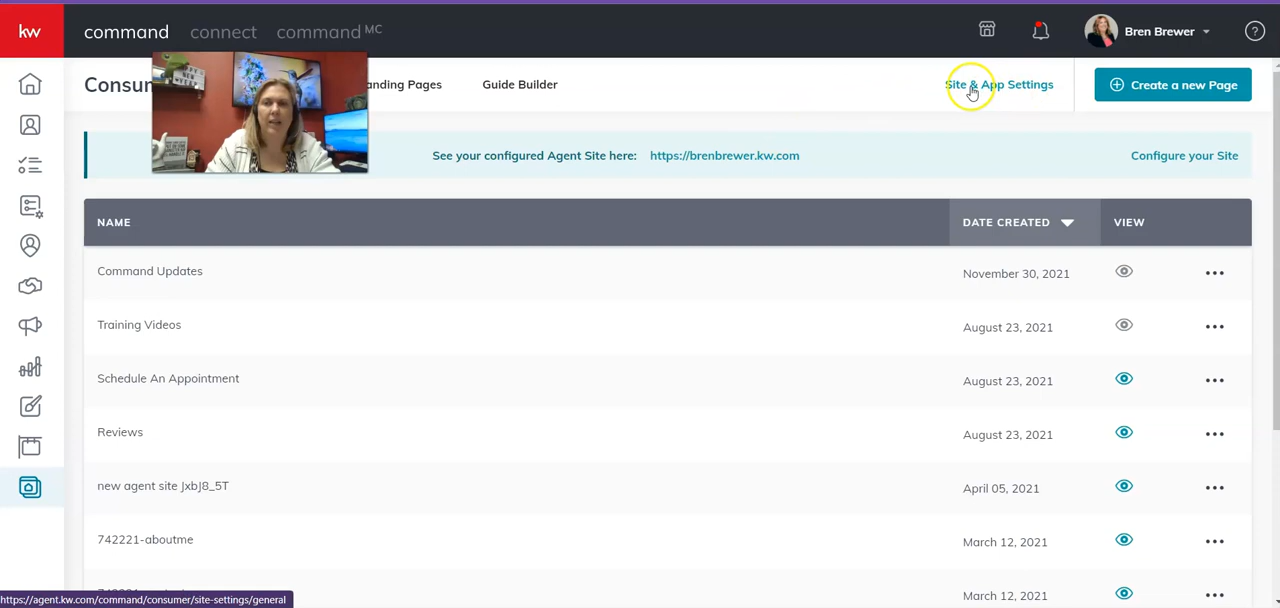 kw command connect command MC Bren Brewer ?
Consum anding Pages Guide Builder Site & App Settings Create a new Page
See your configured Agent Site here: https://brenbrewer.kw.com Configure your Site
NAME DATE CREATED VIEW
Command Updates November 30, 2021
Training Videos August 23, 2021
Schedule An Appointment August 23, 2021
Reviews August 23, 2021
new agent site JxbJ8_5T April 05, 2021
742221-aboutme March 12, 2021
March 12, 2021
https://agent.kw.com/command/consumer/site-settings/general